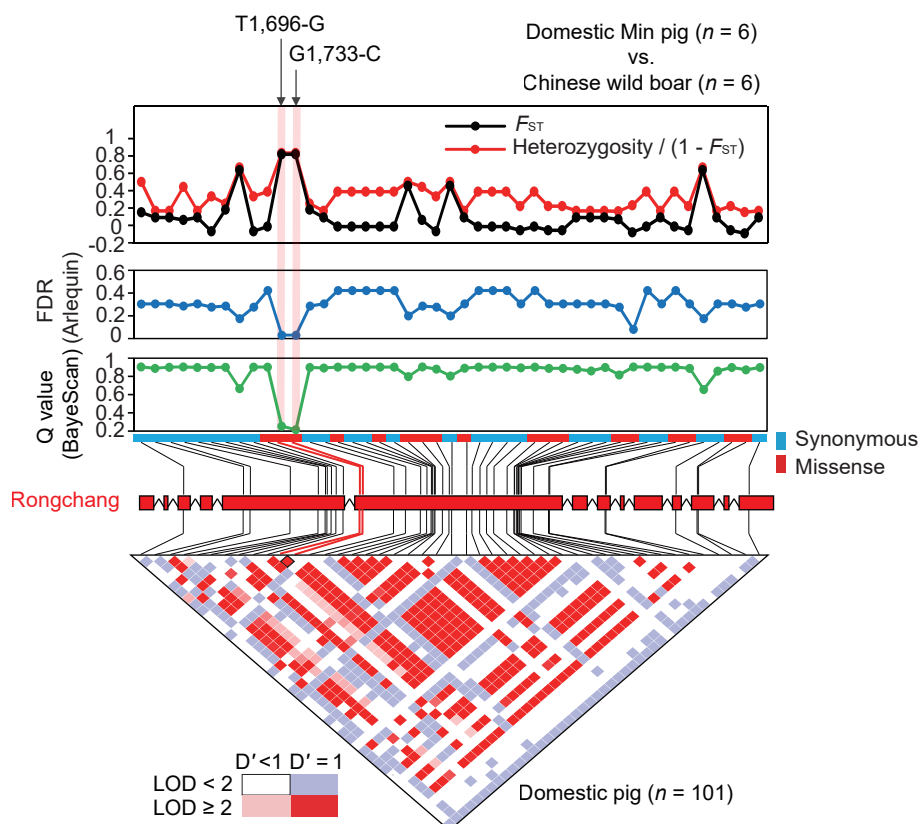 T1,696-G
G1,733-C
Domestic Min pig (n = 6)
vs.
Chinese wild boar (n = 6)
FST
Heterozygosity / (1 - FST)
1
0.8
0.6
0.4
0.2
0
-0.2
FDR
(Arlequin)
0.6
0.4
0.2
0
Q value
(BayeScan)
1
0.8
0.6
0.4
0.2
Synonymous
Missense
Rongchang
D′ <1 D′ = 1
LOD < 2
LOD ≥ 2
Domestic pig (n = 101)